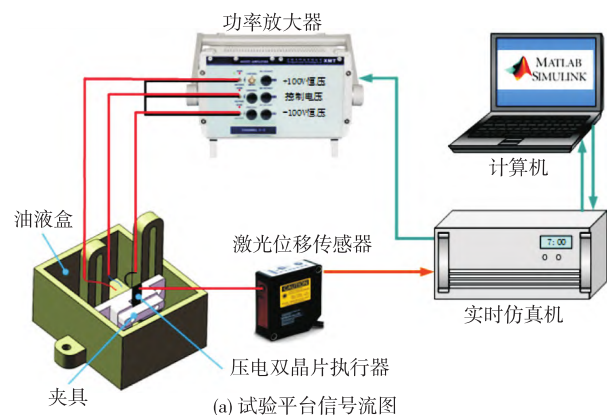 功率放大器
+100V恒压
控制电压
-100V恒压
MATLAB
SIMULINK
计算机
油液盒
激光位移传感器
CAUTION
7:00
实时仿真机
压电双晶片执行器
夹具
(a) 试验平台信号流图